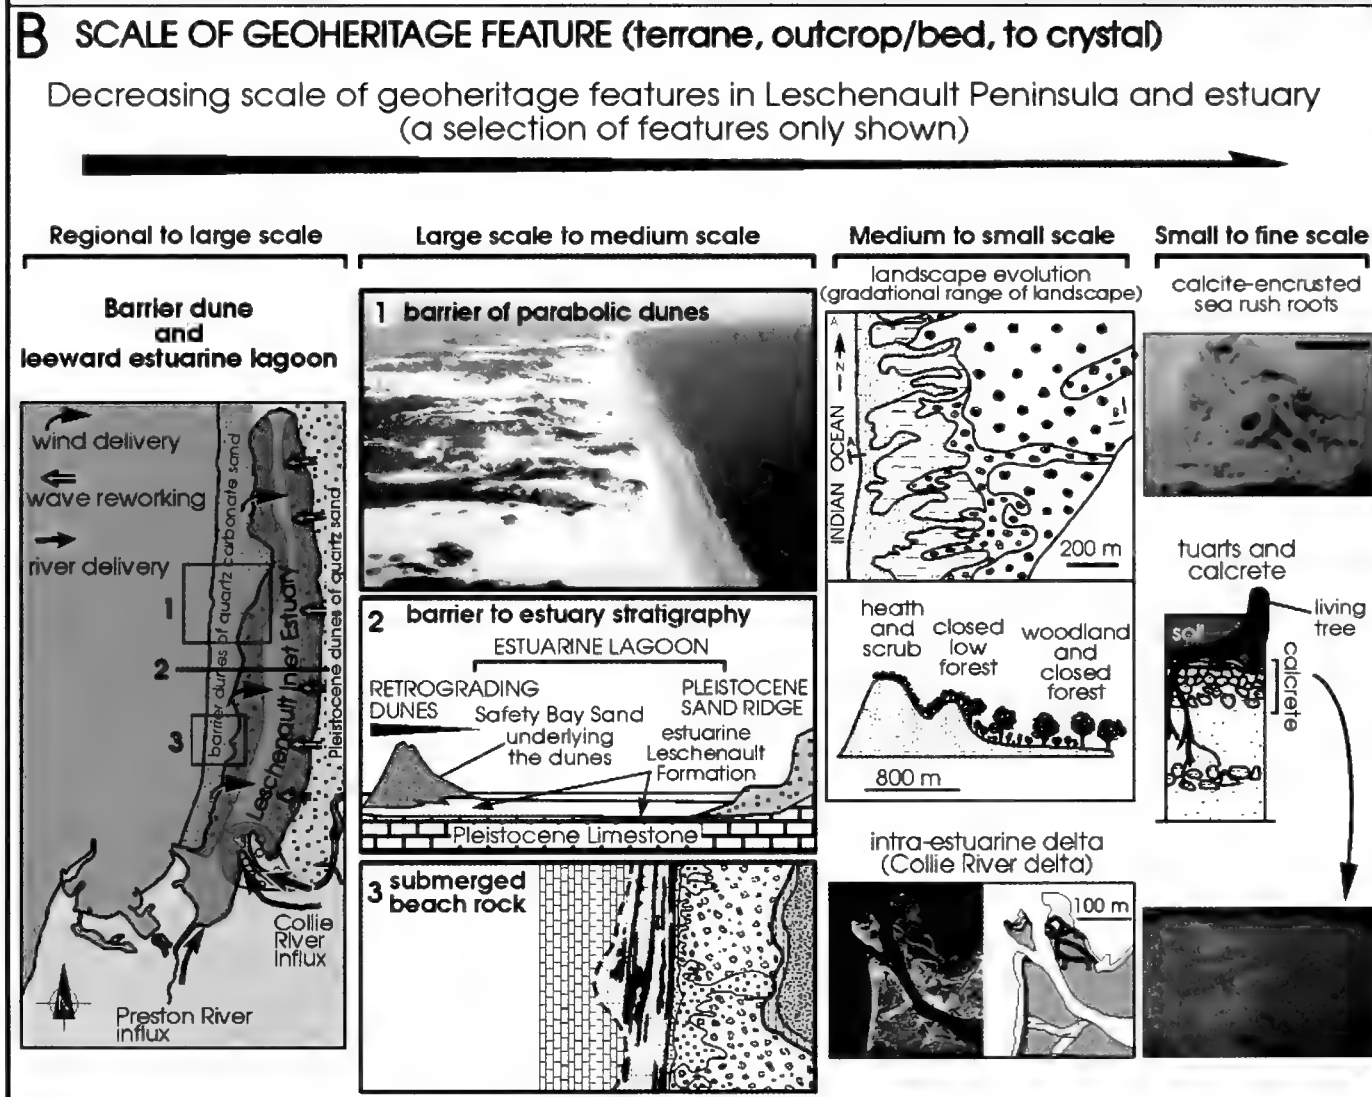 B SCALE OF GEOHERITAGE FEATURE (terrane, outcrop/bed, to crystal)
Decreasing scale of geoheritage features in Leschenault Peninsula and estuary
(a selection of features only shown)
Regional to large scale
Barrier dune
and
leeward estuarine lagoon
wind delivery
wave reworking
river delivery
1
2
3
barrier dunes of quartz carbonate sand
Leschenault Inlet Estuary
Pleistocene dunes of quartz sand
Collie
River
influx
Preston River
influx
Large scale to medium scale
1 barrier of parabolic dunes
2 barrier to estuary stratigraphy
ESTUARINE LAGOON
RETROGRADING
DUNES
Safety Bay Sand
underlying
the dunes
PLEISTOCENE
SAND RIDGE
estuarine
Leschenault
Formation
Pleistocene Limestone
3 submerged
beach rock
Medium to small scale
landscape evolution
(gradational range of landscape)
A
N
INDIAN OCEAN
A
B
200 m
heath
and
scrub
closed
low
forest
woodland
and
closed
forest
800 m
intra-estuarine delta
(Collie River delta)
100 m
Small to fine scale
calcite-encrusted
sea rush roots
tuarts and
calcrete
living
tree
soil
calcrete